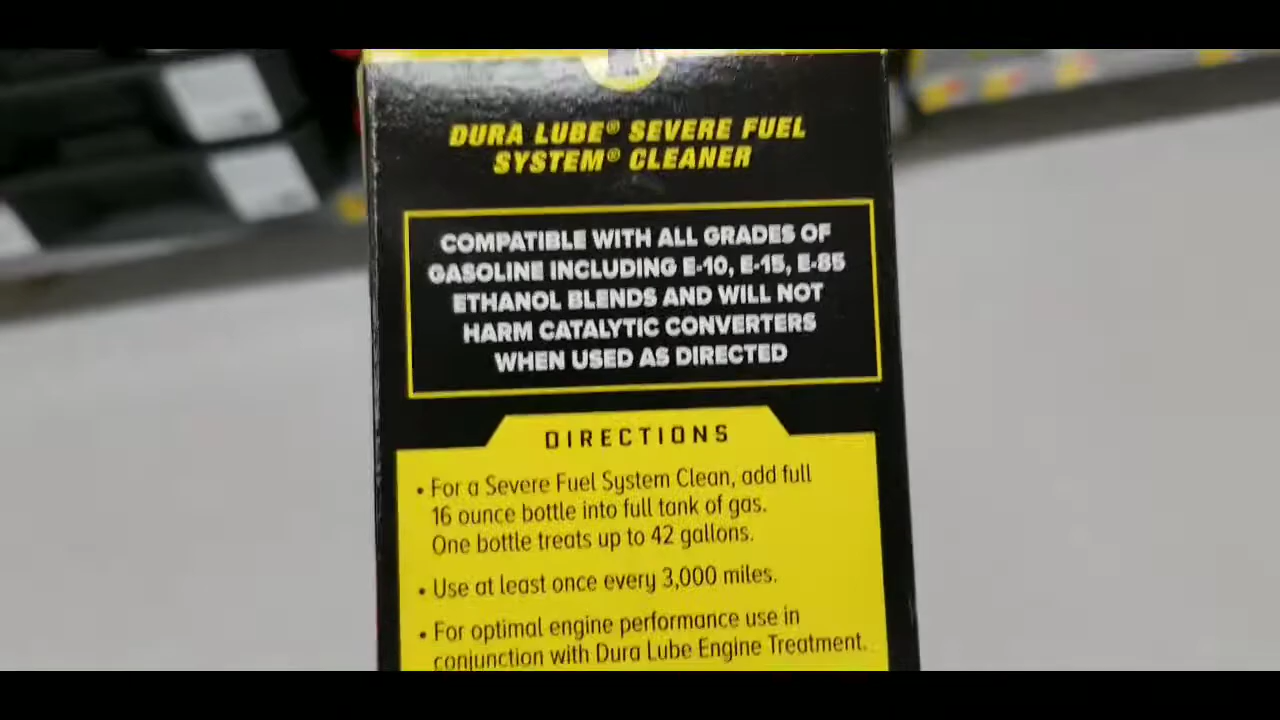 DURA LUBE® SEVERE FUEL
SYSTEM® CLEANER
COMPATIBLE WITH ALL GRADES OF
GASOLINE INCLUDING E-10, E-15, E-85
ETHANOL BLENDS AND WILL NOT
HARM CATALYTIC CONVERTERS
WHEN USED AS DIRECTED
DIRECTIONS
• For a Severe Fuel System Clean, add full
16 ounce bottle into full tank of gas.
One bottle treats up to 42 gallons.
• Use at least once every 3,000 miles.
• For optimal engine performance use in
conjunction with Dura Lube Engine Treatment.